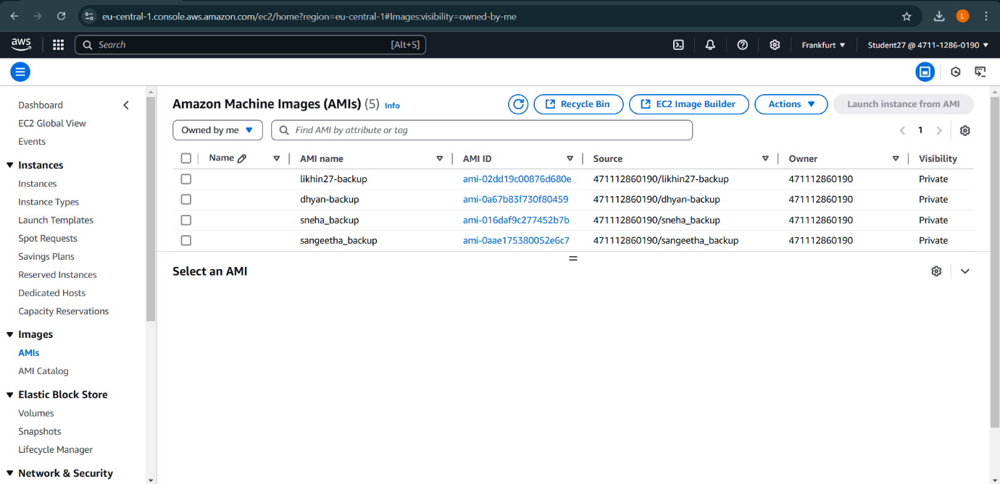 eu-central-1.console.aws.amazon.com/ec2/home?region=eu-central-1#Images:visibility=owned-by-me
L
aws
Search [Alt+S]
Frankfurt ▼
Student27 @ 4711-1286-0190 ▼
Dashboard
EC2 Global View
Events
Instances
Instances
Instance Types
Launch Templates
Spot Requests
Savings Plans
Reserved Instances
Dedicated Hosts
Capacity Reservations
Images
AMIs
AMI Catalog
Elastic Block Store
Volumes
Snapshots
Lifecycle Manager
Network & Security
Amazon Machine Images (AMIs) (5) Info
Recycle Bin
EC2 Image Builder
Actions
Launch instance from AMI
Owned by me
Find AMI by attribute or tag
1
Name AMI name AMI ID Source Owner Visibility
likhin27-backup ami-02dd19c00876d680e 471112860190/likhin27-backup 471112860190 Private
dhyan-backup ami-0a67b83f730f80459 471112860190/dhyan-backup 471112860190 Private
sneha_backup ami-016daf9c277452b7b 471112860190/sneha_backup 471112860190 Private
sangeetha_backup ami-0aae175380052e6c7 471112860190/sangeetha_backup 471112860190 Private
Select an AMI